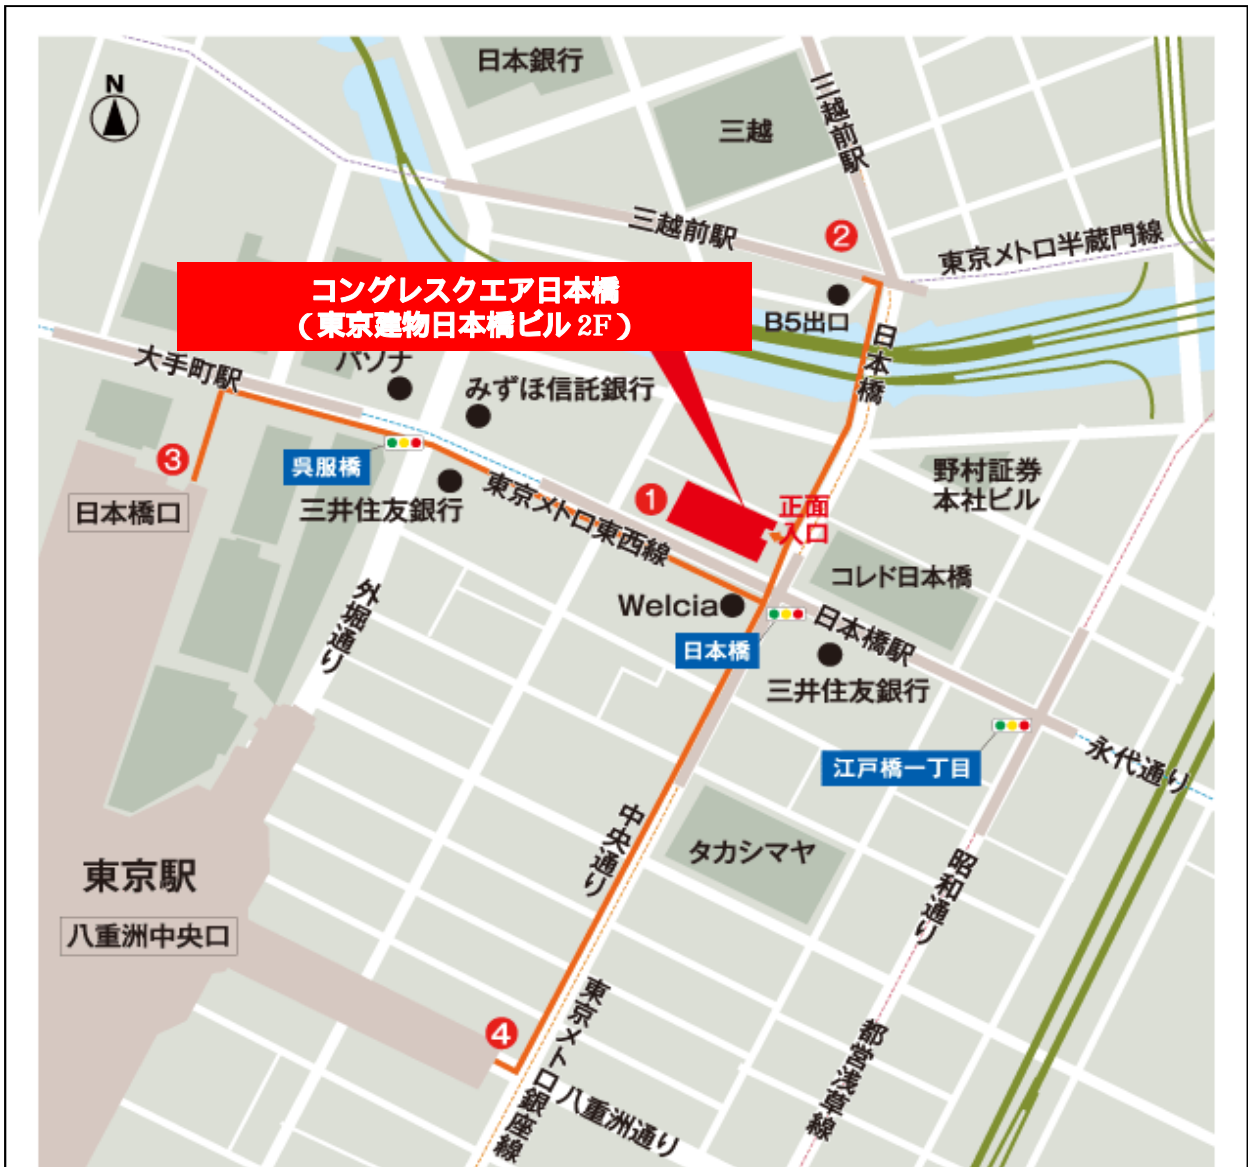 N
日本銀行
三越
三越前駅
三越前駅
2
東京メトロ半蔵門線
コングレスクエア日本橋
（東京建物日本橋ビル 2F）
B5出口
日本橋
大手町駅
パソナ
みずほ信託銀行
3
呉服橋
日本橋口
三井住友銀行
東京メトロ東西線
1
正面
入口
野村証券
本社ビル
コレド日本橋
外堀通り
Welcia
日本橋
日本橋駅
三井住友銀行
江戸橋一丁目
永代通り
中央通り
タカシマヤ
昭和通り
東京駅
八重洲中央口
4
東京メトロ銀座線
八重洲通り
都営浅草線